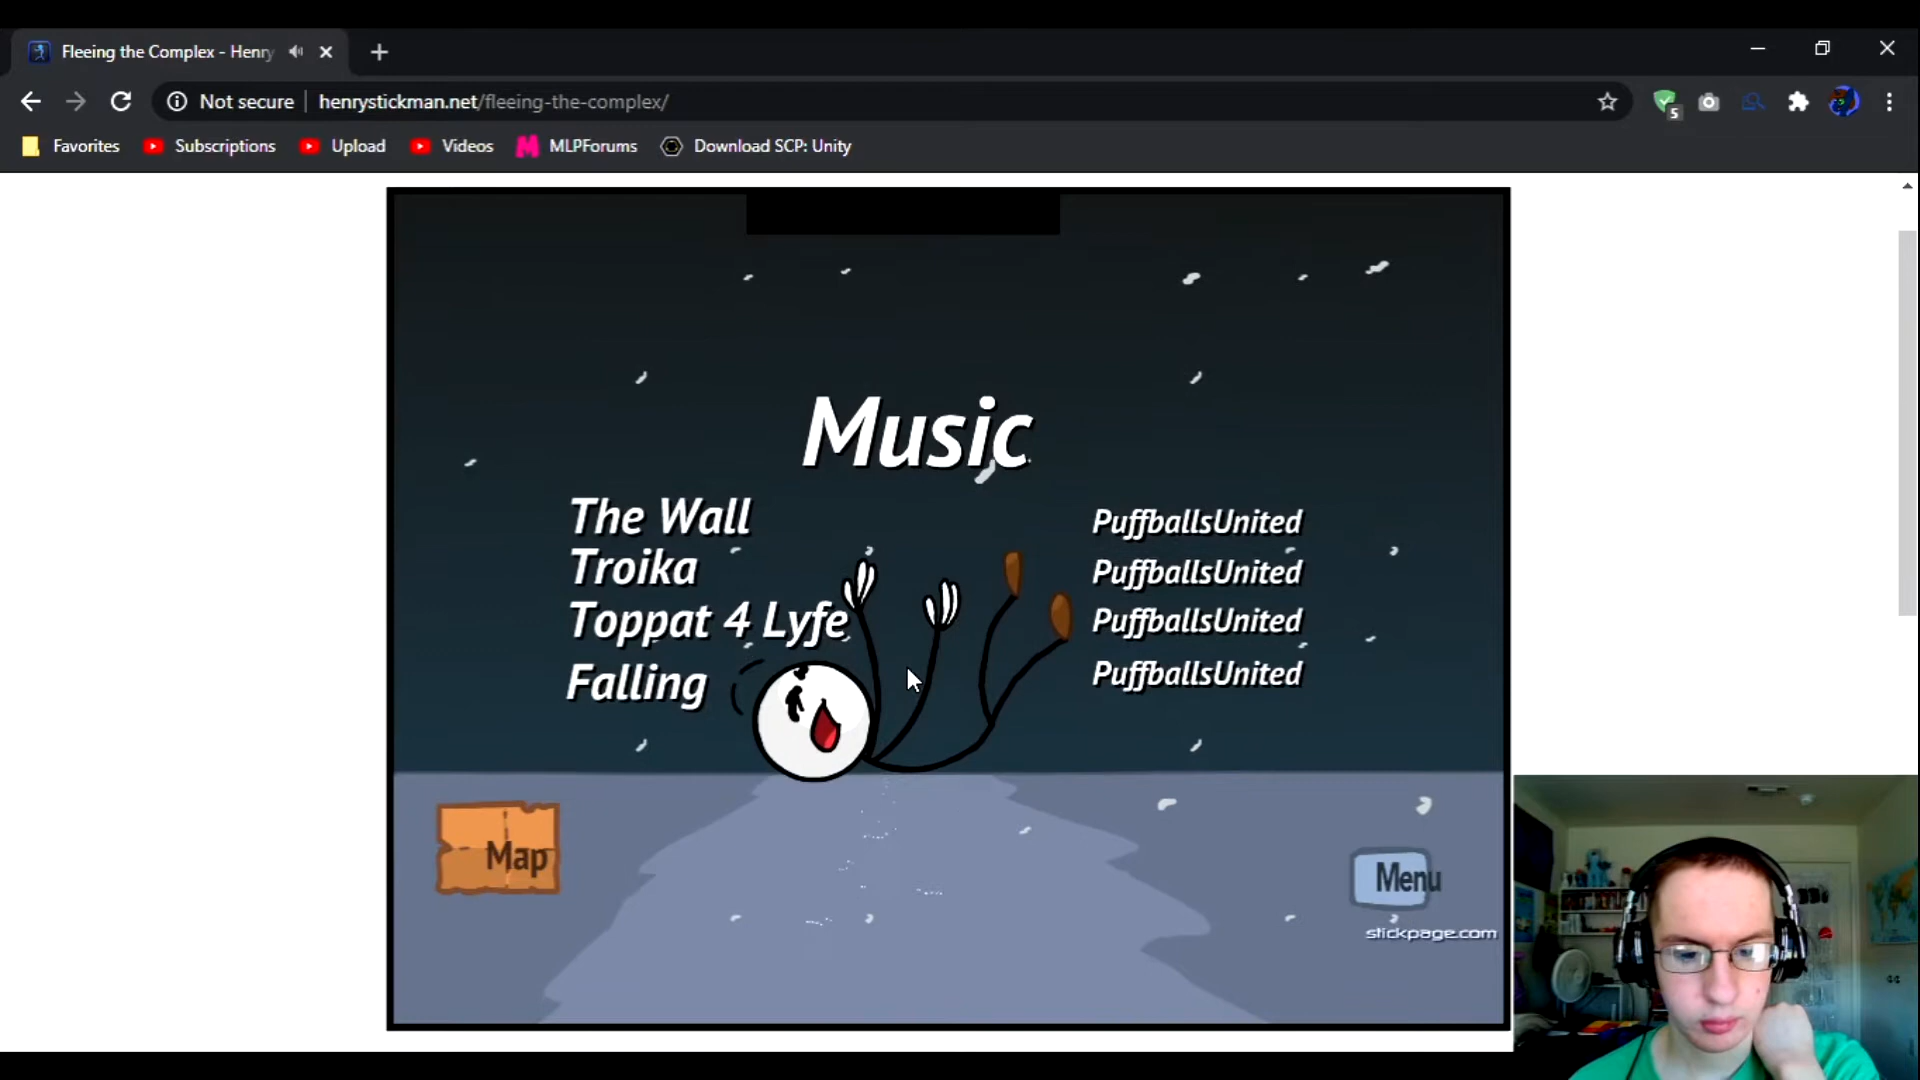 Fleeing the Complex - Henry
Not secure
henrystickman.net/fleeing-the-complex/
5
Favorites
Subscriptions
Upload
Videos
MLPForums
Download SCP: Unity
Music
The Wall PuffballsUnited
Troika PuffballsUnited
Toppat 4 Lyfe PuffballsUnited
Falling PuffballsUnited
Map
Menu
stickpage.com